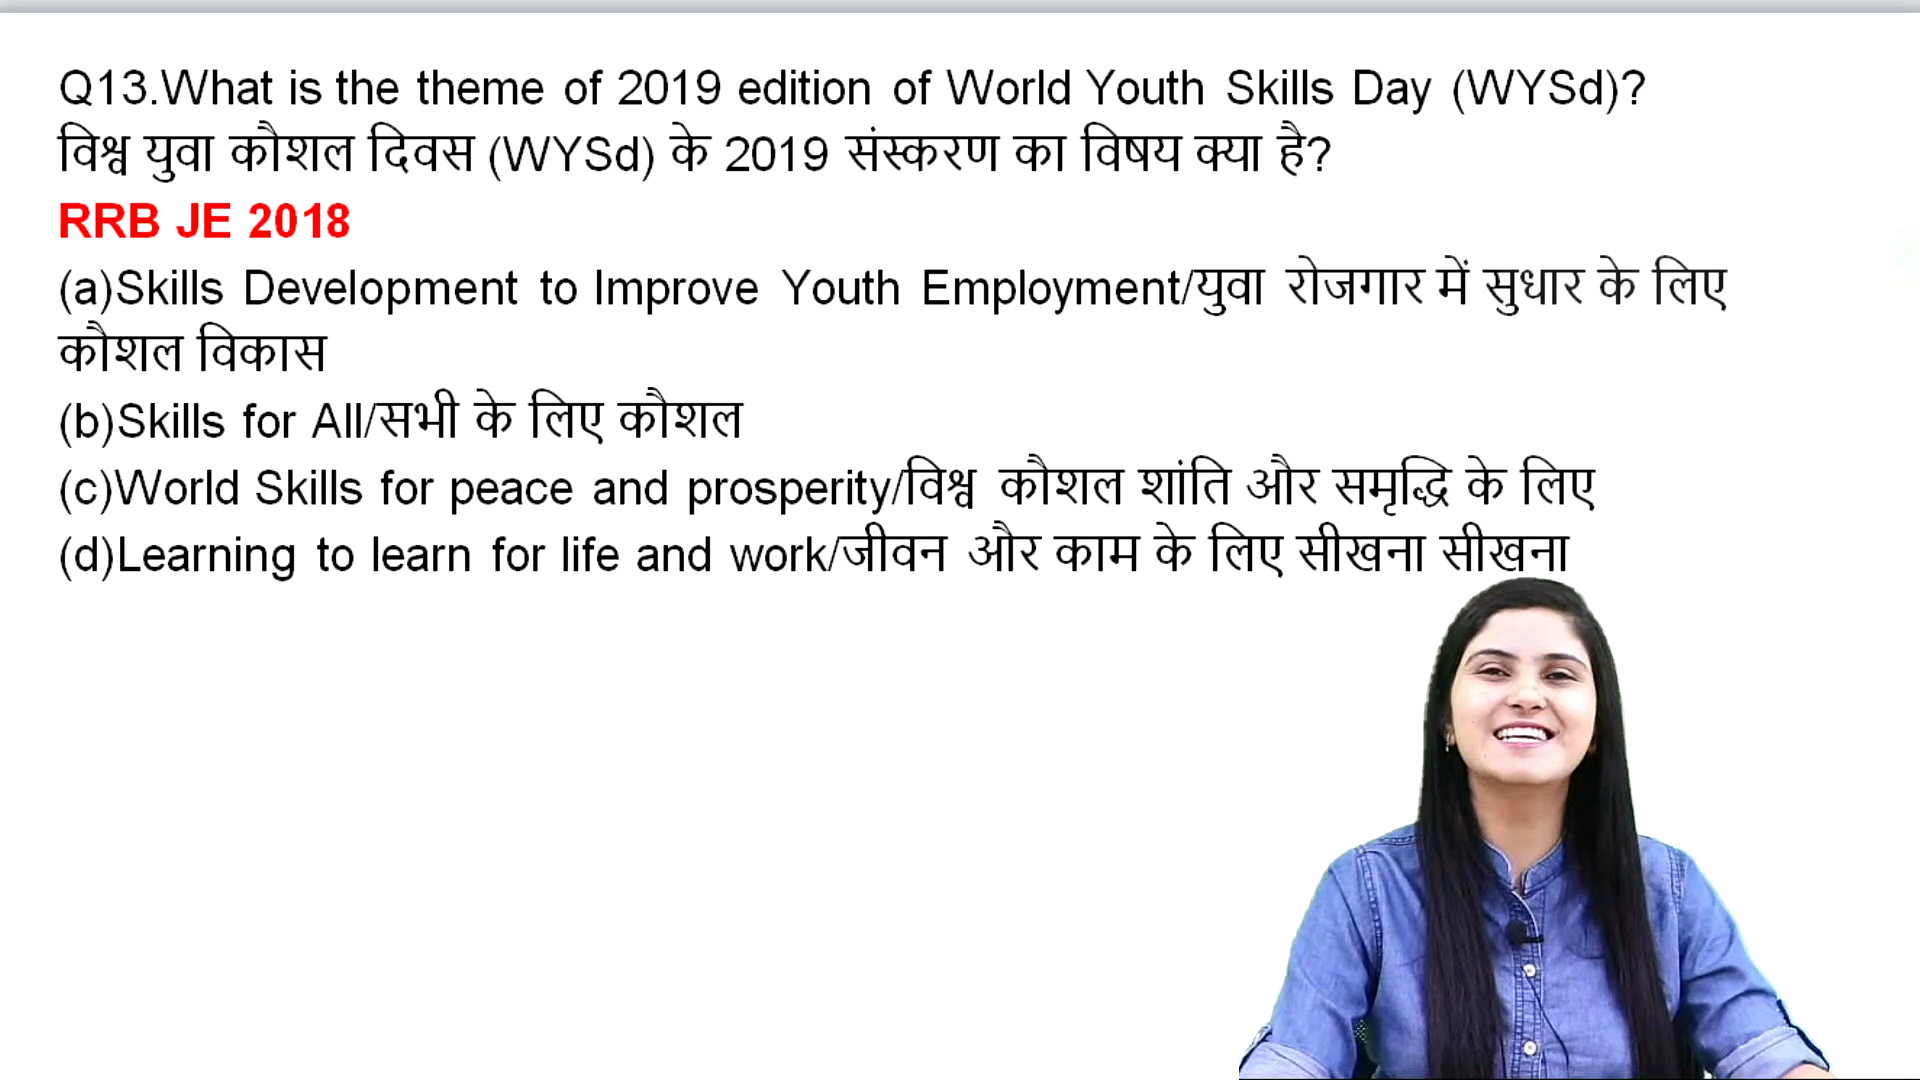 Q13.What is the theme of 2019 edition of World Youth Skills Day (WYSd)?
विश्व युवा कौशल दिवस (WYSd) के 2019 संस्करण का विषय क्या है?
RRB JE 2018
(a)Skills Development to Improve Youth Employment/युवा रोजगार में सुधार के लिए
कौशल विकास
(b)Skills for All/सभी के लिए कौशल
(c)World Skills for peace and prosperity/विश्व कौशल शांति और समृद्धि के लिए
(d)Learning to learn for life and work/जीवन और काम के लिए सीखना सीखना